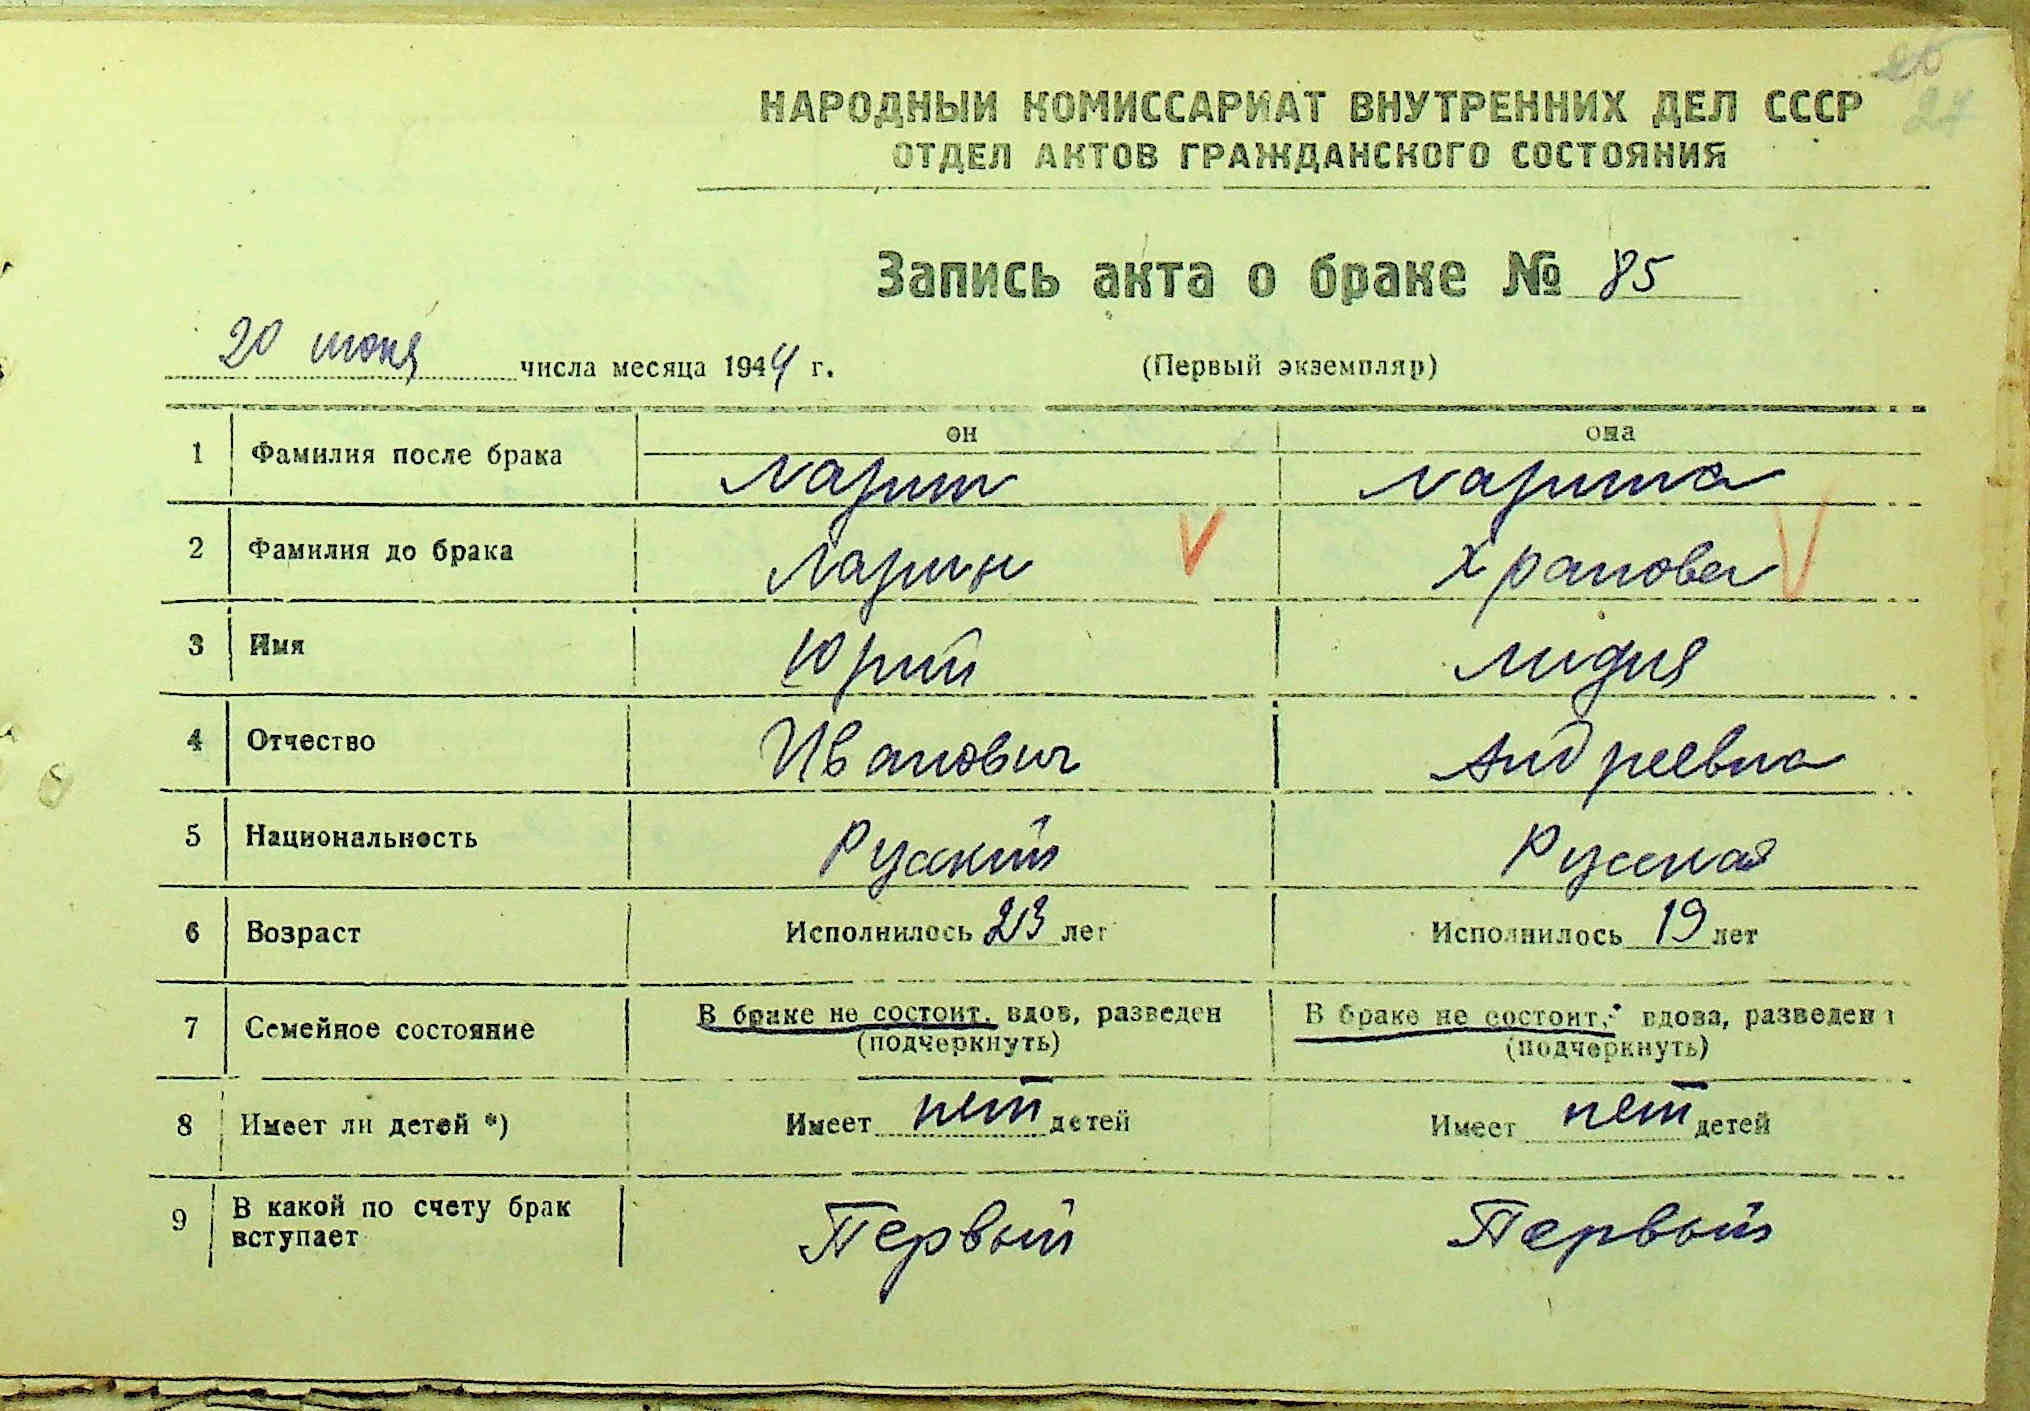 27
НАРОДНЫЙ КОМИССАРИАТ ВНУТРЕННИХ ДЕЛ СССР
ОТДЕЛ АКТОВ ГРАЖДАНСКОГО СОСТОЯНИЯ
Запись акта о браке № 85
20 июня числа месяца 1944 г. (Первый экземпляр)
он она
1 Фамилия после брака Ларин Ларина
2 Фамилия до брака Ларин Храпова
3 Имя Юрий Лидия
4 Отчество Иванович Андреевна
5 Национальность Русский Русская
6 Возраст Исполнилось 23 лет Исполнилось 19 лет
7 Семейное состояние В браке не состоит, вдов, разведен (подчеркнуть) В браке не состоит, вдова, разведена (подчеркнуть)
8 Имеет ли детей *) Имеет нет детей Имеет нет детей
9 В какой по счету брак вступает Первый Первый